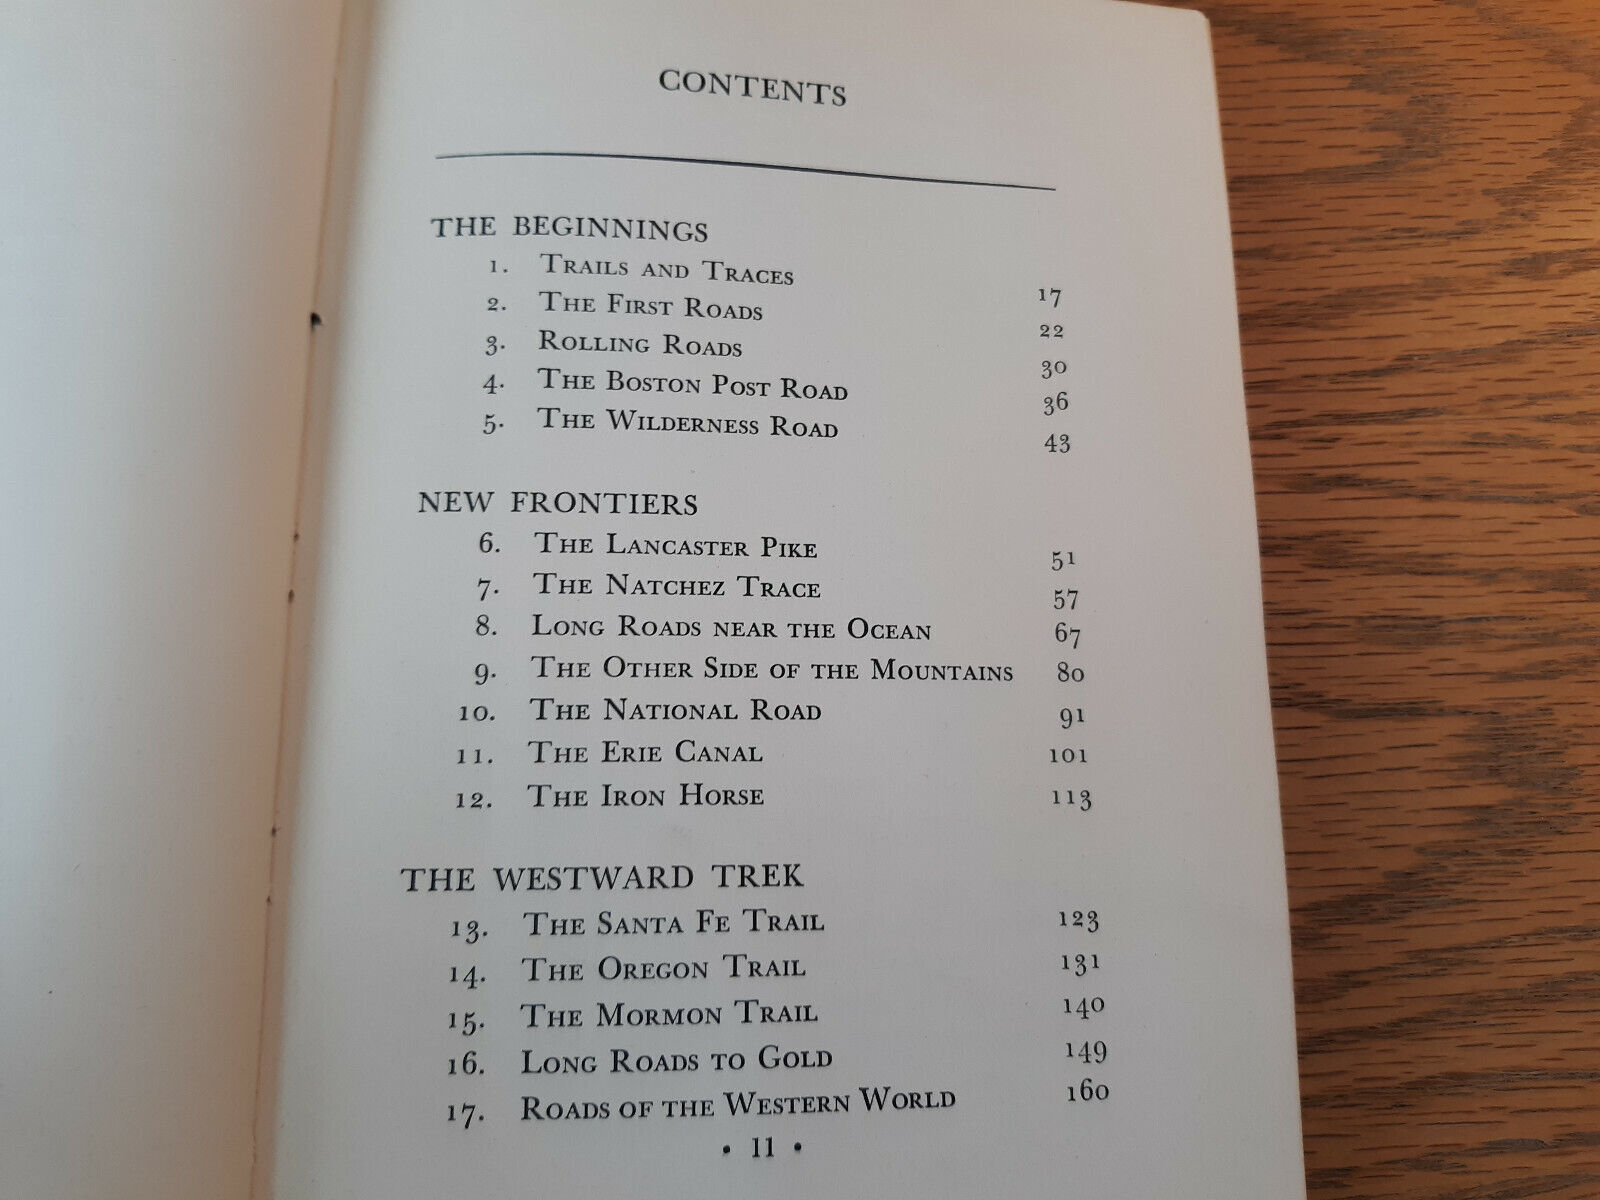 CONTENTS
THE BEGINNINGS
1. TRAILS AND TRACES 17
2. THE FIRST ROADS 22
3. ROLLING ROADS 30
4. THE BOSTON POST ROAD 36
5. THE WILDERNESS ROAD 43
NEW FRONTIERS
6. THE LANCASTER PIKE 51
7. THE NATCHEZ TRACE 57
8. LONG ROADS NEAR THE OCEAN 67
9. THE OTHER SIDE OF THE MOUNTAINS 80
10. THE NATIONAL ROAD 91
11. THE ERIE CANAL 101
12. THE IRON HORSE 113
THE WESTWARD TREK
13. THE SANTA FE TRAIL 123
14. THE OREGON TRAIL 131
15. THE MORMON TRAIL 140
16. LONG ROADS TO GOLD 149
17. ROADS OF THE WESTERN WORLD 160
• 11 •